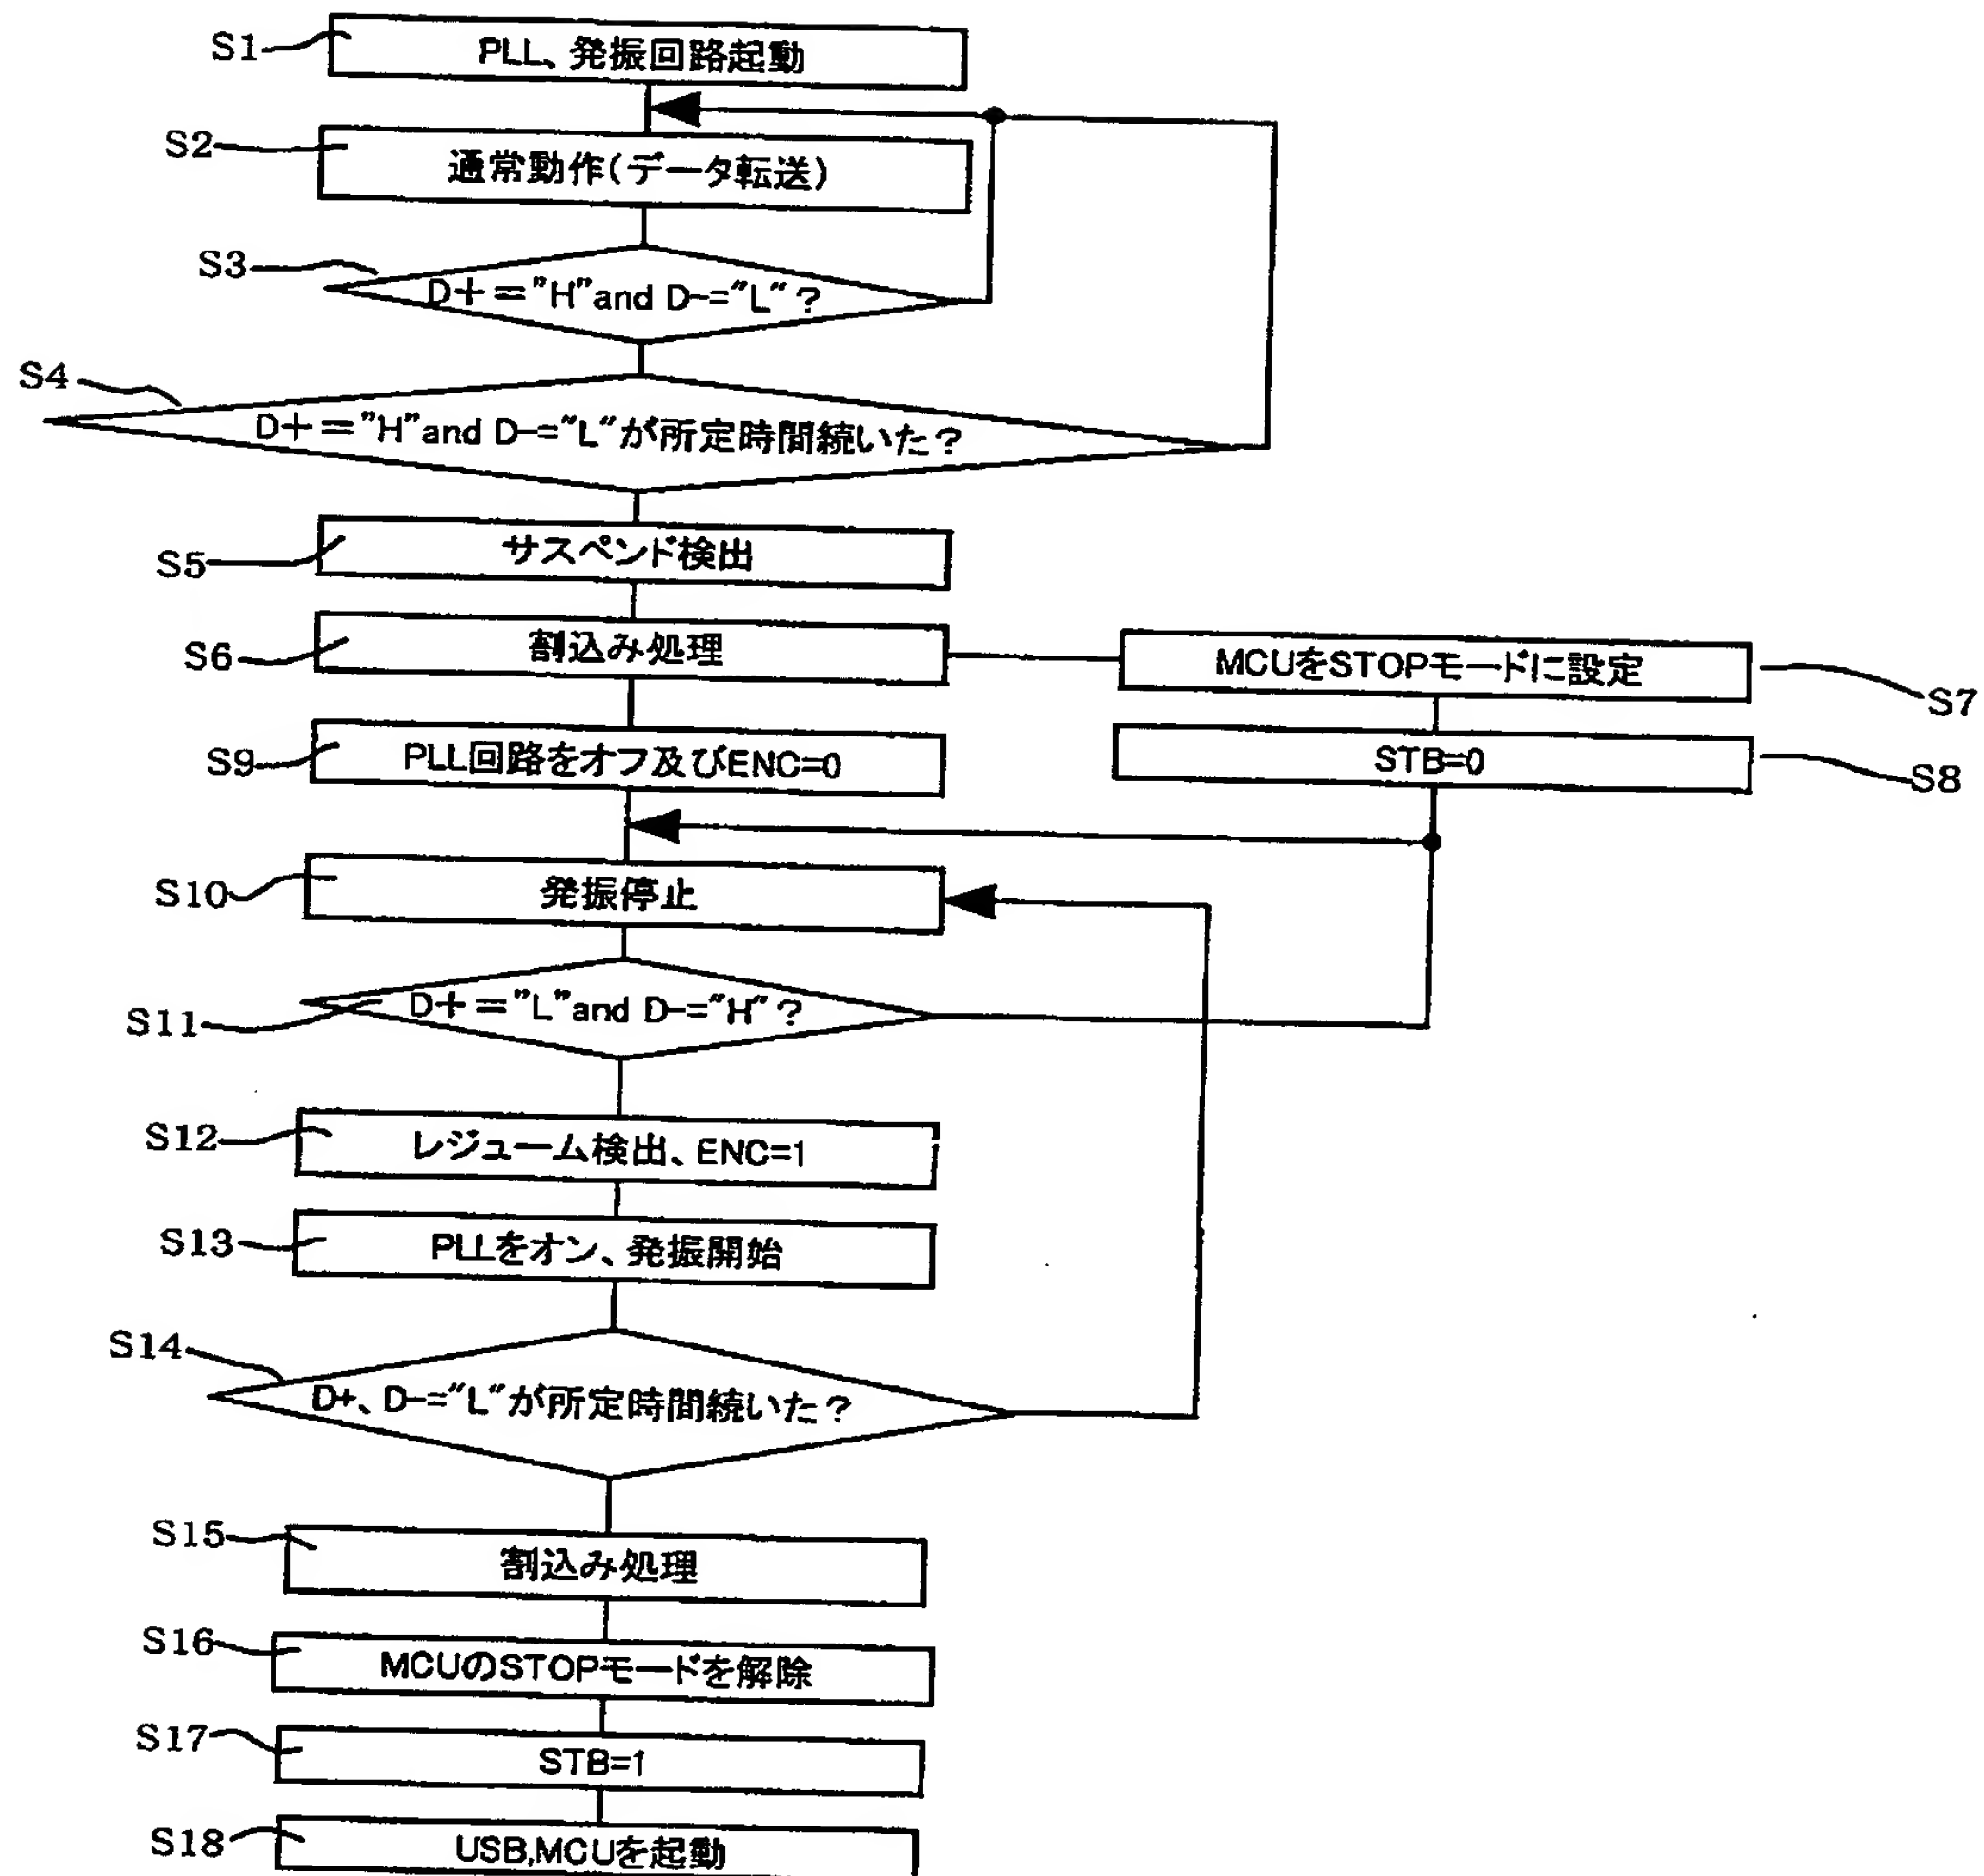 S1
PLL、発振回路起動
S2
通常動作(データ転送)
S3
D+="H"and D-="L"?
S4
D+="H"and D-="L"が所定時間続いた?
S5
サスペンド検出
S6
割込み処理
MCUをSTOPモードに設定
S7
S9
PLL回路をオフ及びENC=0
STB=0
S8
S10
発振停止
S11
D+="L"and D-="H"?
S12
レジューム検出、ENC=1
S13
PLLをオン、発振開始
S14
D+、D-="L"が所定時間続いた?
S15
割込み処理
S16
MCUのSTOPモードを解除
S17
STB=1
S18
USB,MCUを起動